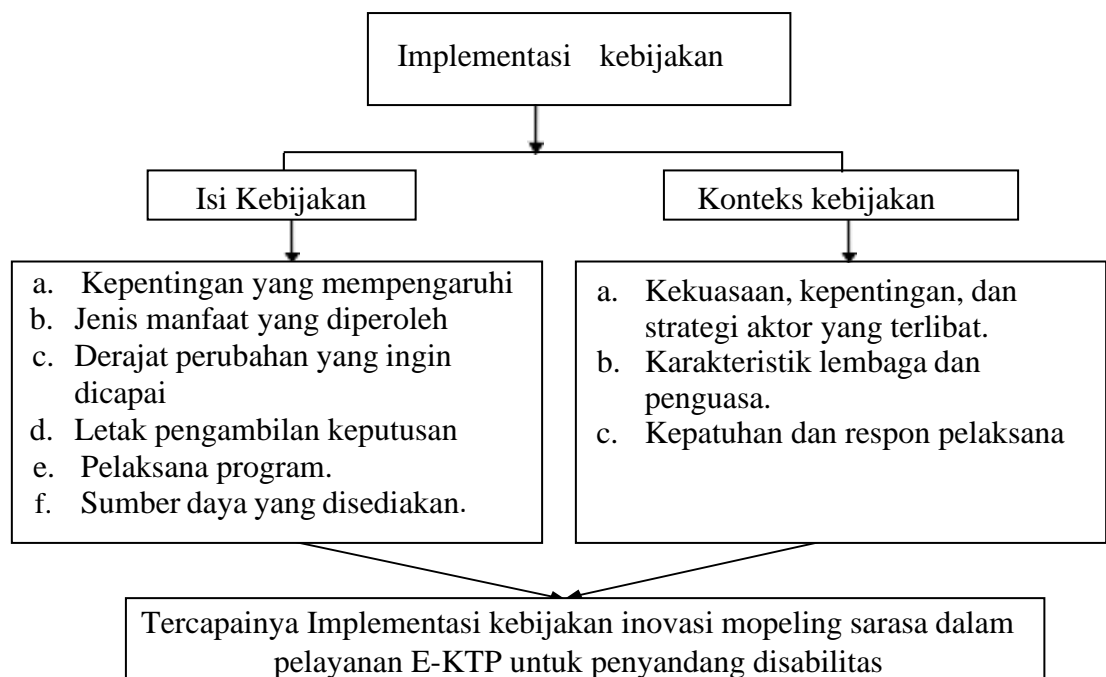 Implementasi kebijakan
Isi Kebijakan
Konteks kebijakan
a. Kepentingan yang mempengaruhi
b. Jenis manfaat yang diperoleh
c. Derajat perubahan yang ingin
dicapai
d. Letak pengambilan keputusan
e. Pelaksana program.
f. Sumber daya yang disediakan.
a. Kekuasaan, kepentingan, dan
strategi aktor yang terlibat.
b. Karakteristik lembaga dan
penguasa.
c. Kepatuhan dan respon pelaksana
Tercapainya Implementasi kebijakan inovasi mopeling sarasa dalam
pelayanan E-KTP untuk penyandang disabilitas